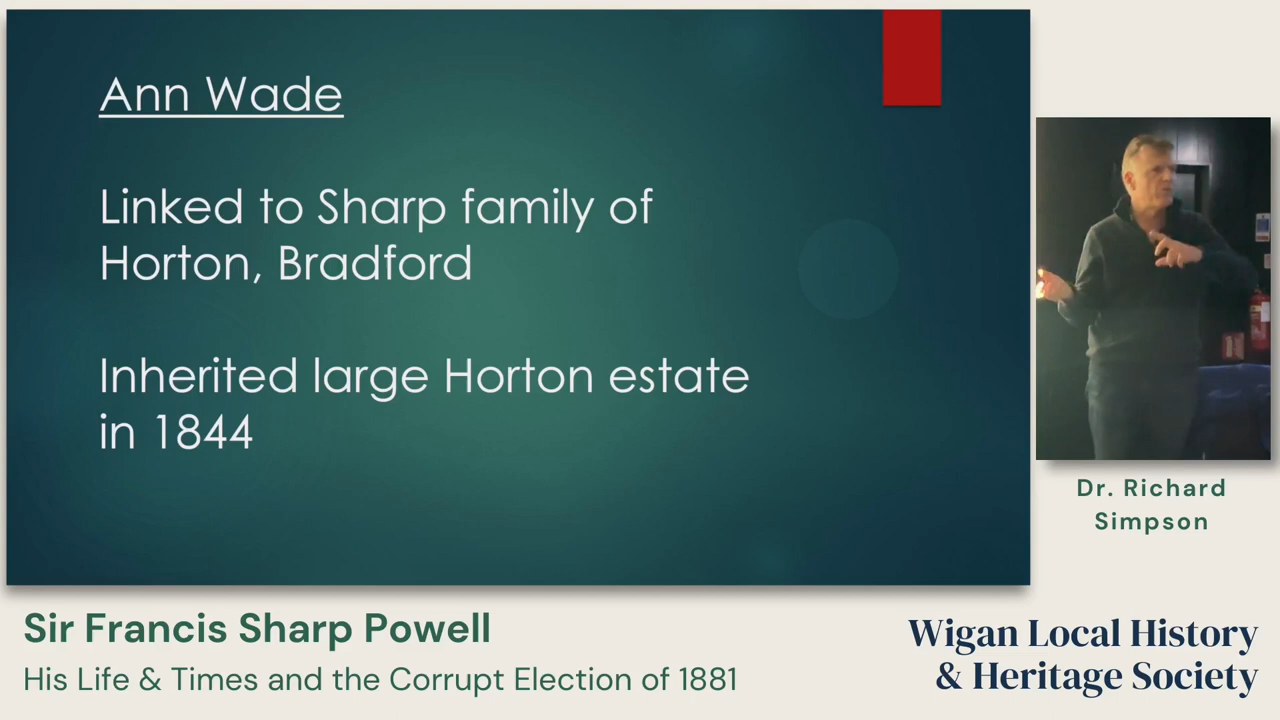 Ann Wade
Linked to Sharp family of
Horton, Bradford
Inherited large Horton estate
in 1844
Dr. Richard
Simpson
Sir Francis Sharp Powell
His Life & Times and the Corrupt Election of 1881
Wigan Local History
& Heritage Society